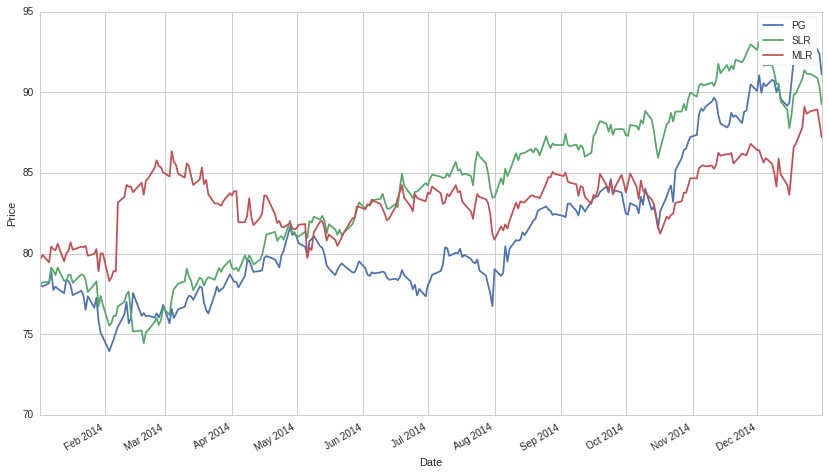 95
90
85
80
75
70
Price
PG
SLR
MLR
Feb 2014
Mar 2014
Apr 2014
May 2014
Jun 2014
Jul 2014
Aug 2014
Sep 2014
Oct 2014
Nov 2014
Dec 2014
Date